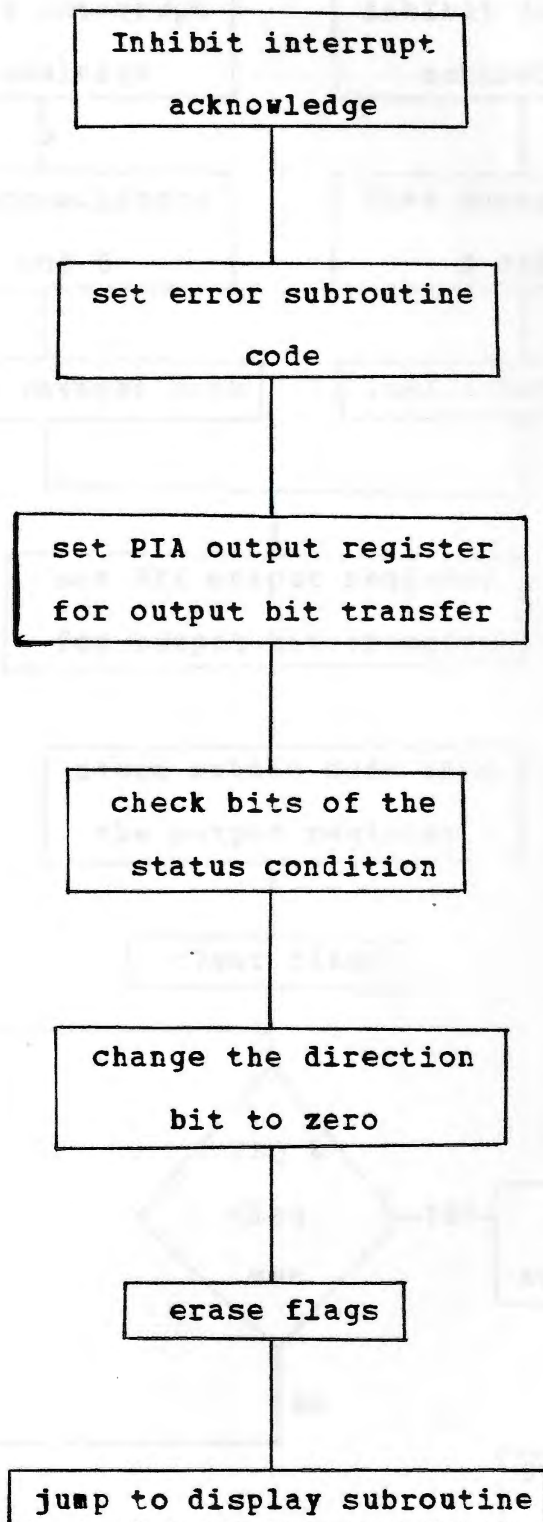 Inhibit interrupt
acknowledge
set error subroutine
code
set PIA output register
for output bit transfer
check bits of the
status condition
change the direction
bit to zero
erase flags
jump to display subroutine